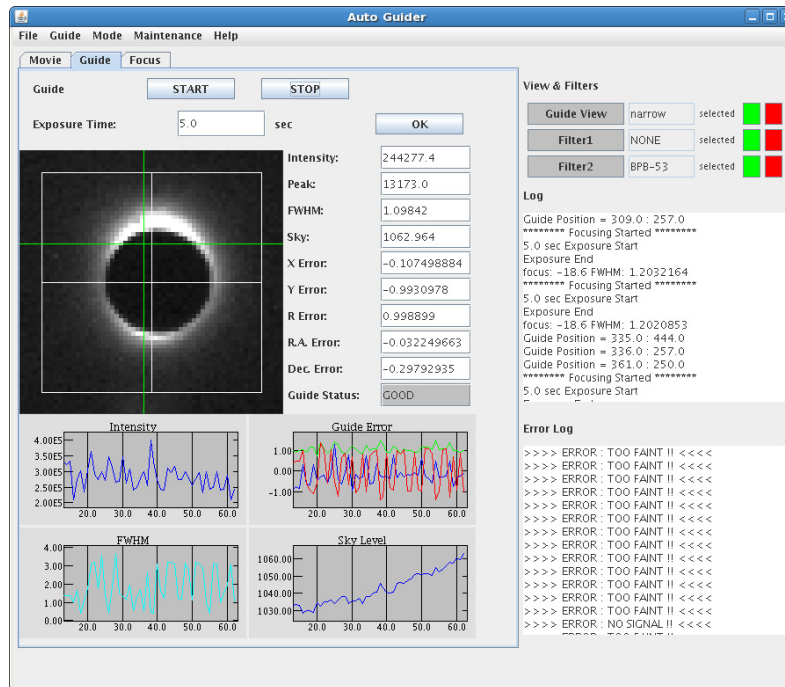 Auto Guider
File Guide Mode Maintenance Help
Movie Guide Focus
Guide START STOP
Exposure Time: 5.0 sec OK
Intensity: 244277.4
Peak: 13173.0
FWHM: 1.09842
Sky: 1062.964
X Error: -0.107498884
Y Error: -0.9930978
R Error: 0.998899
R.A. Error: -0.032249663
Dec. Error: -0.29792935
Guide Status: GOOD
Intensity
4.00E5
3.50E5
3.00E5
2.50E5
2.00E5
20.0 30.0 40.0 50.0 60.0
Guide Error
1.00
0.00
-1.00
20.0 30.0 40.0 50.0 60.0
FWHM
4.00
3.00
2.00
1.00
0.00
20.0 30.0 40.0 50.0 60.0
Sky Level
1060.00
1050.00
1040.00
1030.00
20.0 30.0 40.0 50.0 60.0
View & Filters
Guide View narrow selected
Filter1 NONE selected
Filter2 BPB-53 selected
Log
Guide Position = 309.0 : 257.0
******** Focusing Started ********
5.0 sec Exposure Start
Exposure End
focus: -18.6 FWHM: 1.2032164
******** Focusing Started ********
5.0 sec Exposure Start
Exposure End
focus: -18.6 FWHM: 1.2020853
Guide Position = 335.0 : 444.0
Guide Position = 336.0 : 257.0
Guide Position = 361.0 : 250.0
******** Focusing Started ********
5.0 sec Exposure Start
Error Log
>>>> ERROR : TOO FAINT !! <<<<
>>>> ERROR : TOO FAINT !! <<<<
>>>> ERROR : TOO FAINT !! <<<<
>>>> ERROR : TOO FAINT !! <<<<
>>>> ERROR : TOO FAINT !! <<<<
>>>> ERROR : TOO FAINT !! <<<<
>>>> ERROR : TOO FAINT !! <<<<
>>>> ERROR : TOO FAINT !! <<<<
>>>> ERROR : TOO FAINT !! <<<<
>>>> ERROR : TOO FAINT !! <<<<
>>>> ERROR : TOO FAINT !! <<<<
>>>> ERROR : TOO FAINT !! <<<<
>>>> ERROR : TOO FAINT !! <<<<
>>>> ERROR : NO SIGNAL !! <<<<